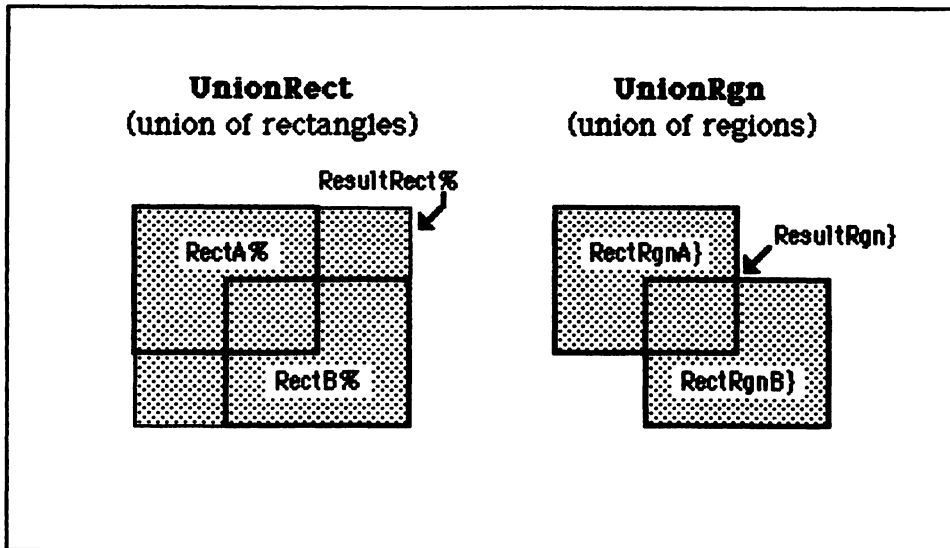 UnionRect
(union of rectangles)
ResultRect%
RectA%
RectB%
UnionRgn
(union of regions)
RectRgnA}
ResultRgn}
RectRgnB}